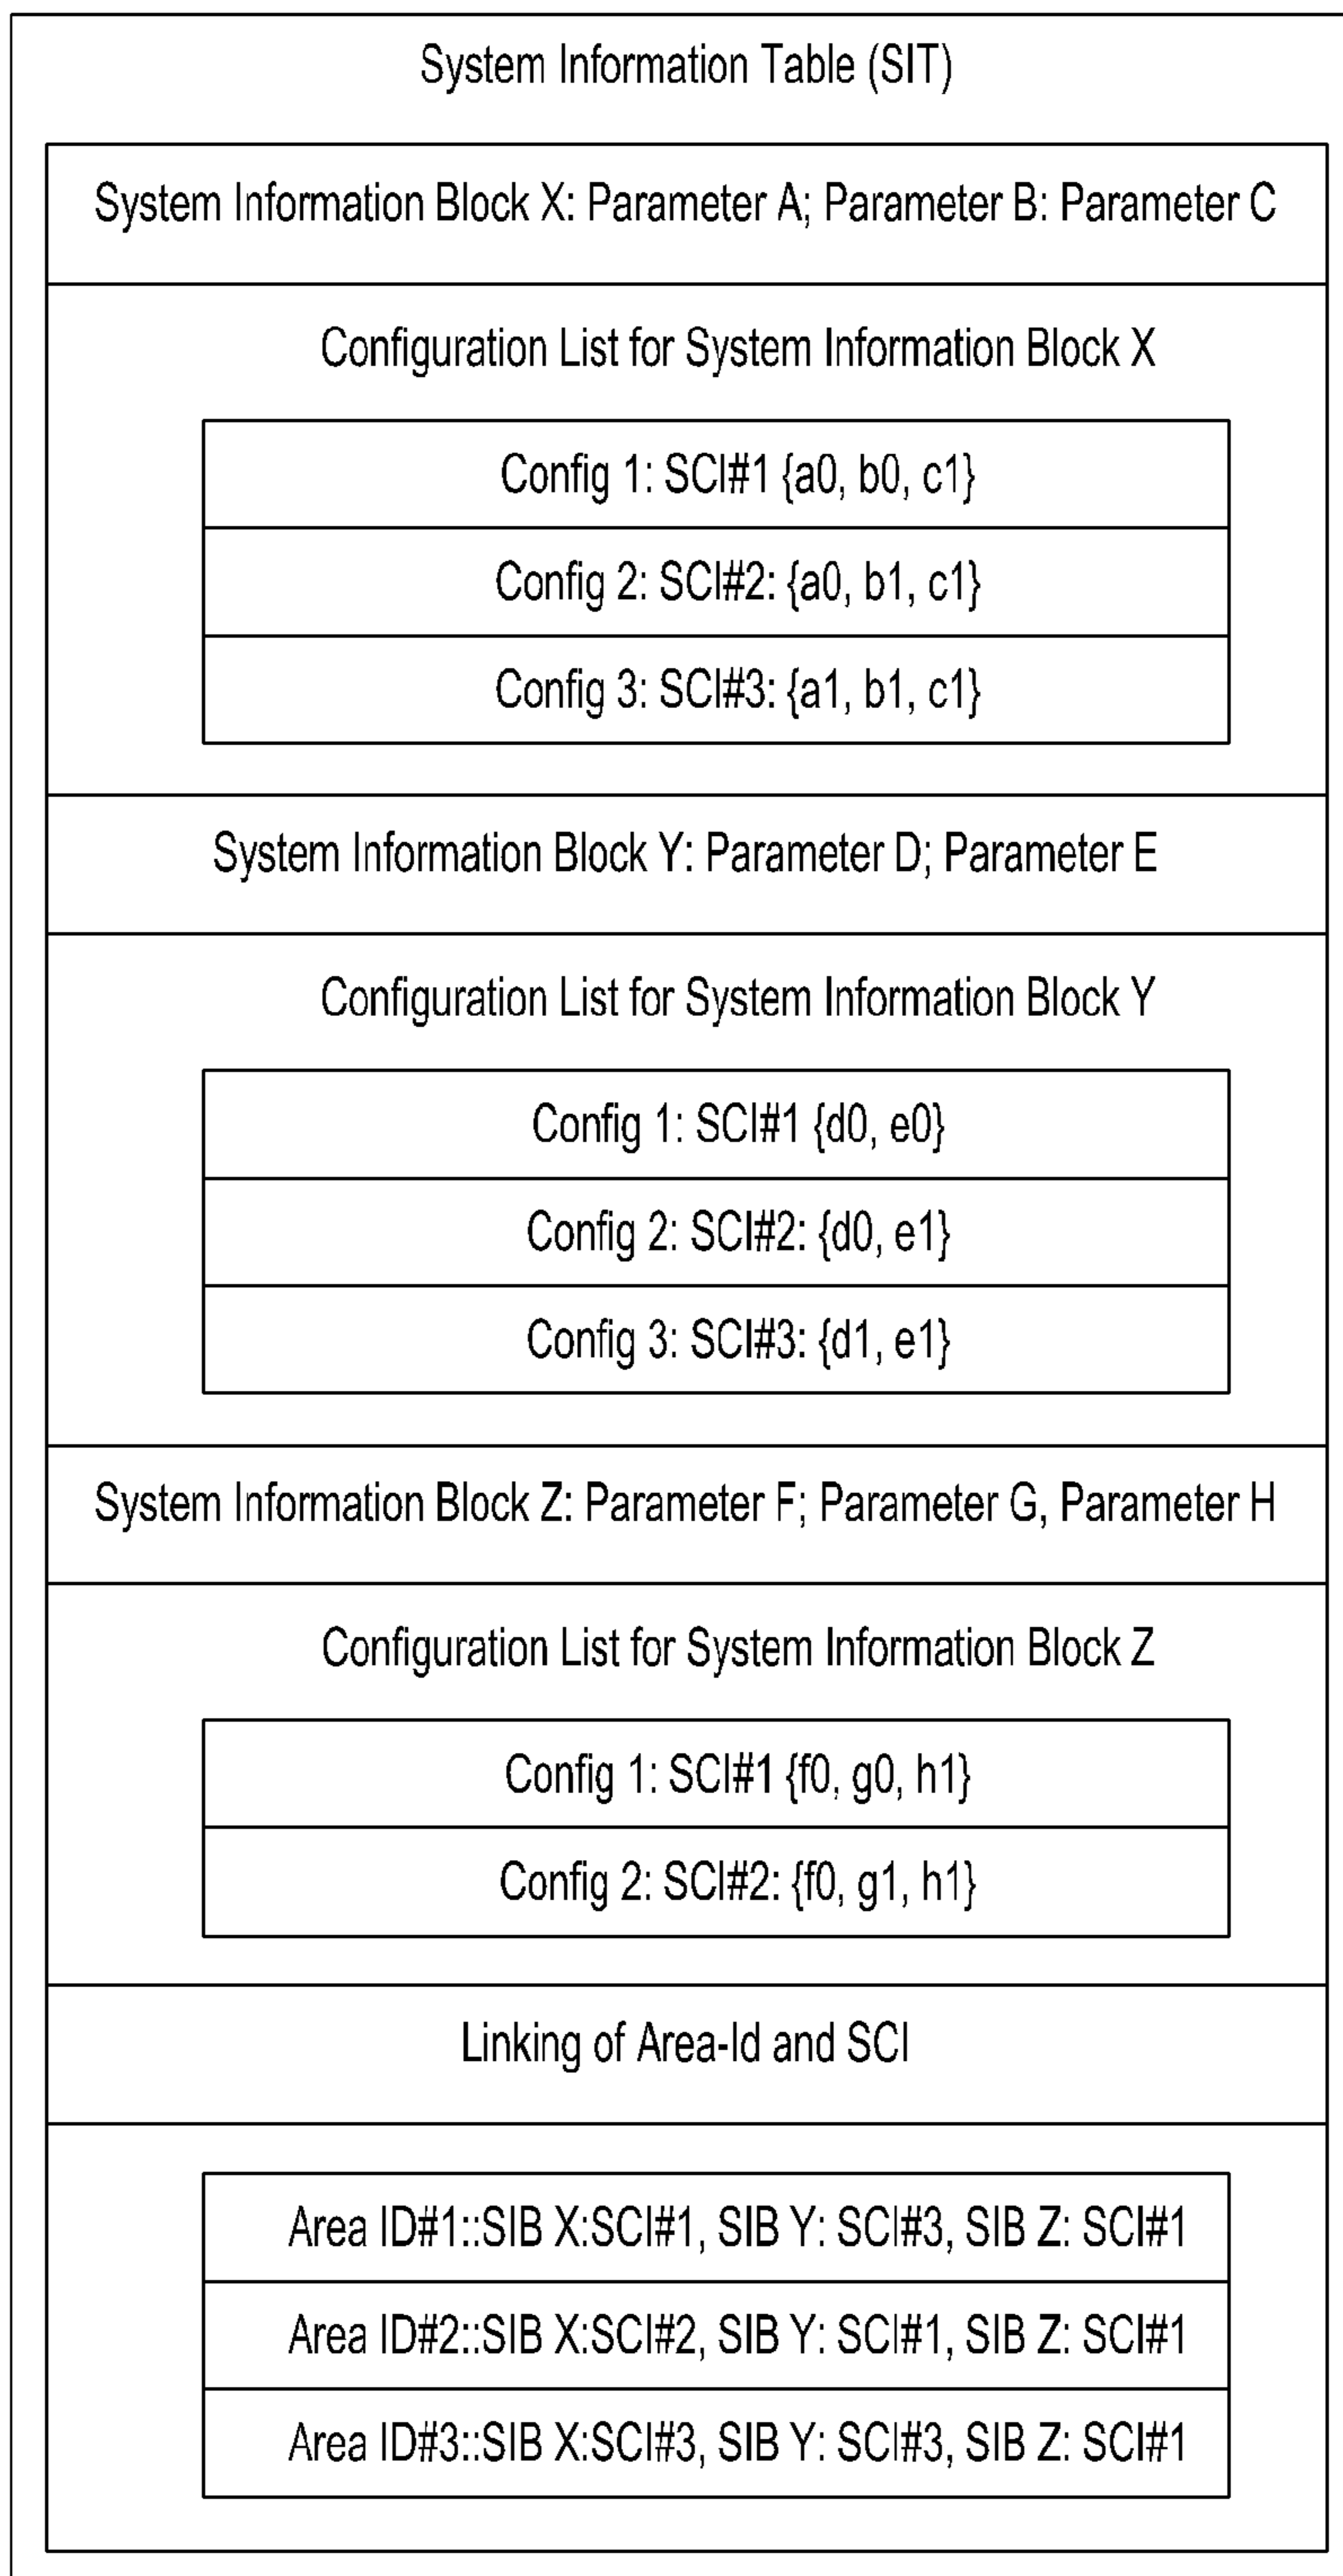 System Information Table (SIT)
System Information Block X: Parameter A; Parameter B: Parameter C
Configuration List for System Information Block X
Config 1: SCI#1 {a0, b0, c1}
Config 2: SCI#2: {a0, b1, c1}
Config 3: SCI#3: {a1, b1, c1}
System Information Block Y: Parameter D; Parameter E
Configuration List for System Information Block Y
Config 1: SCI#1 {d0, e0}
Config 2: SCI#2: {d0, e1}
Config 3: SCI#3: {d1, e1}
System Information Block Z: Parameter F; Parameter G, Parameter H
Configuration List for System Information Block Z
Config 1: SCI#1 {f0, g0, h1}
Config 2: SCI#2: {f0, g1, h1}
Linking of Area-Id and SCI
Area ID#1::SIB X:SCI#1, SIB Y: SCI#3, SIB Z: SCI#1
Area ID#2::SIB X:SCI#2, SIB Y: SCI#1, SIB Z: SCI#1
Area ID#3::SIB X:SCI#3, SIB Y: SCI#3, SIB Z: SCI#1